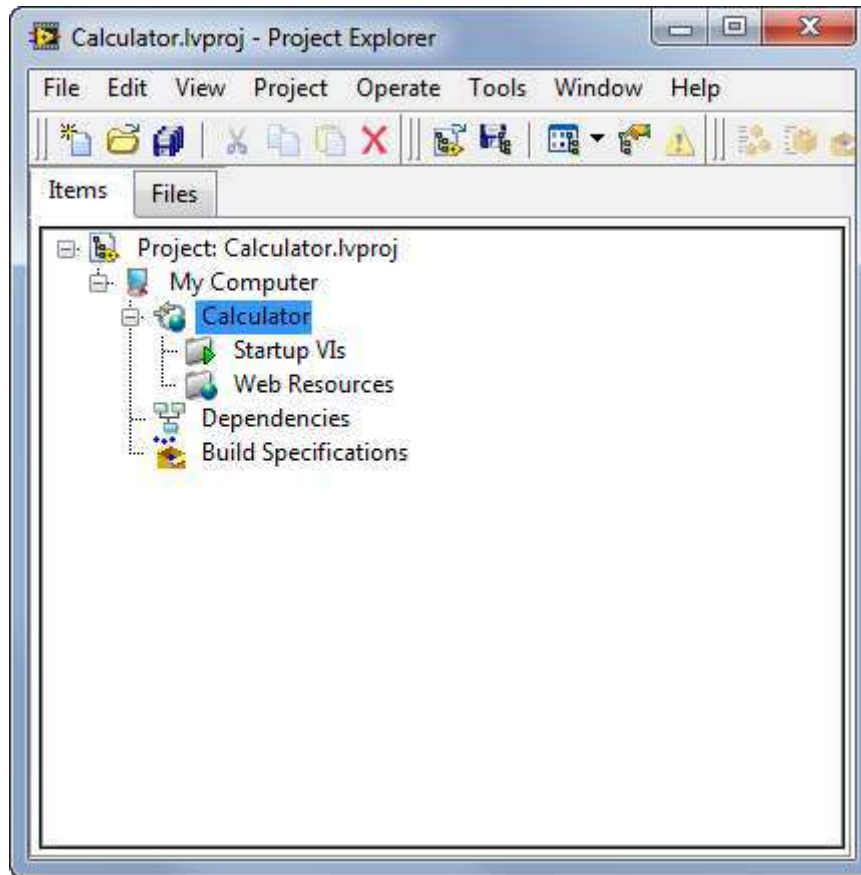 Calculator.lvproj - Project Explorer
File Edit View Project Operate Tools Window Help
Items Files
Project: Calculator.lvproj
My Computer
Calculator
Startup VIs
Web Resources
Dependencies
Build Specifications